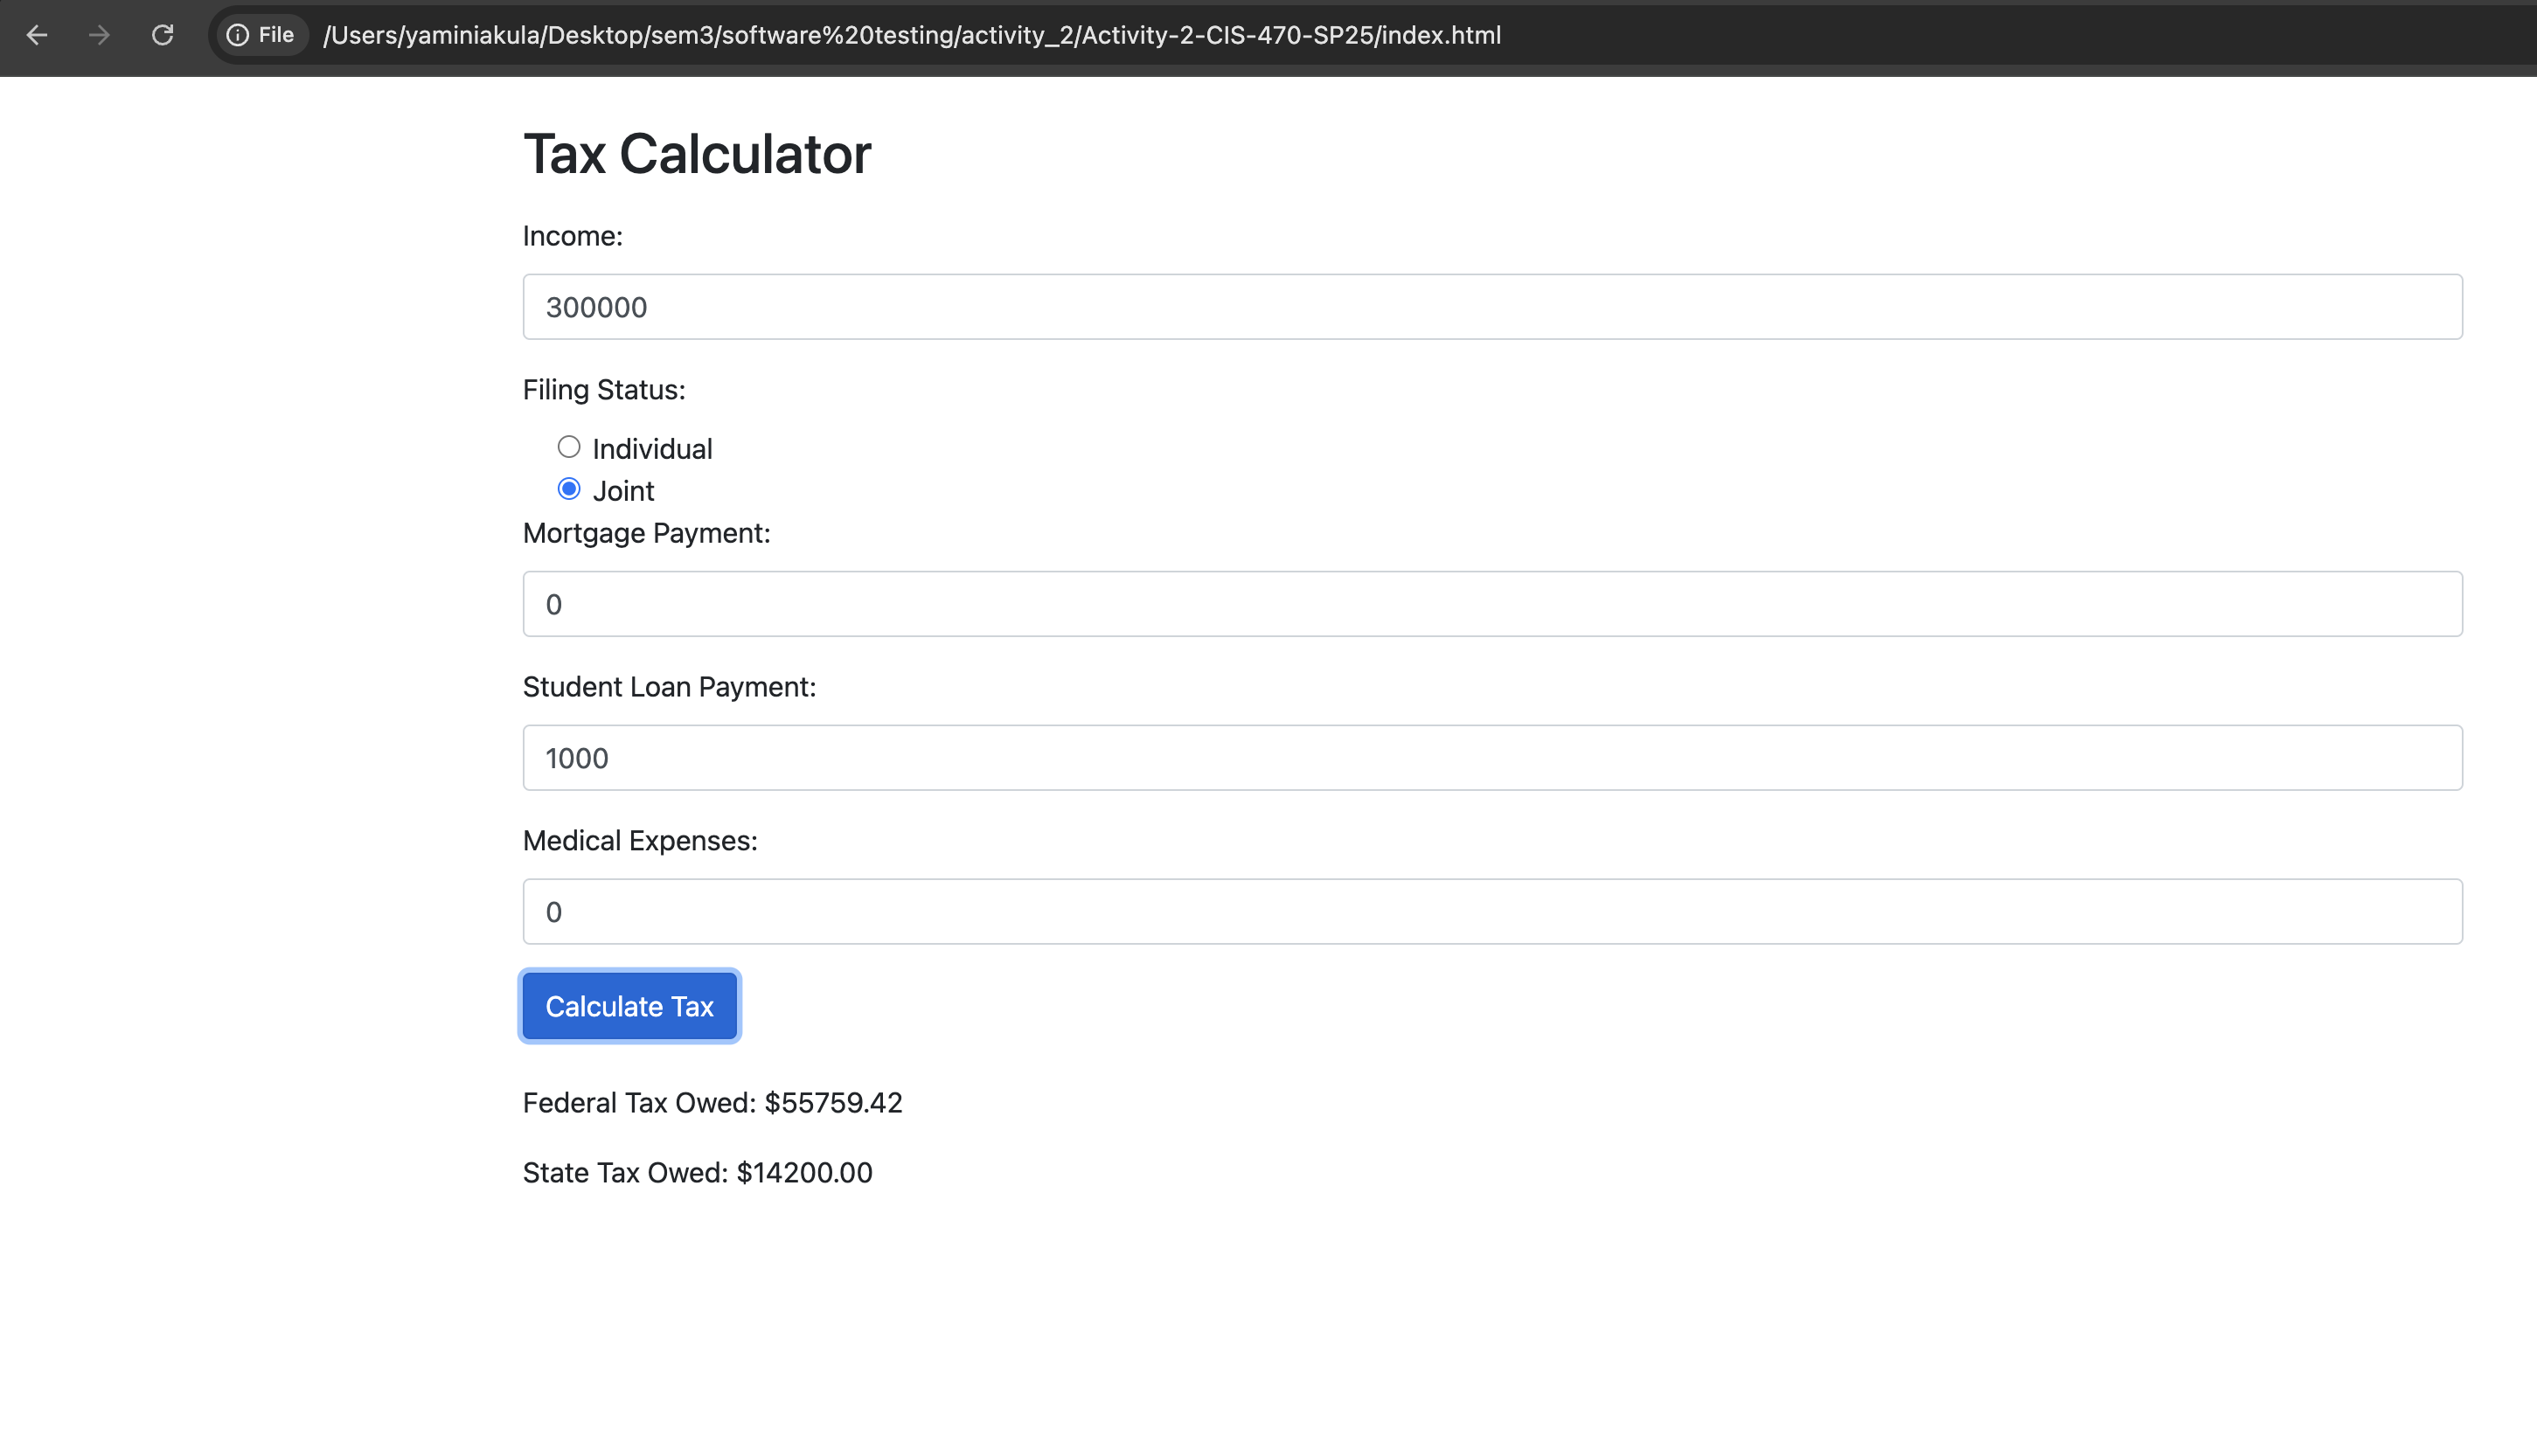 File /Users/yaminiakula/Desktop/sem3/software%20testing/activity_2/Activity-2-CIS-470-SP25/index.html
Tax Calculator
Income:
300000
Filing Status:
Individual
Joint
Mortgage Payment:
0
Student Loan Payment:
1000
Medical Expenses:
0
Calculate Tax
Federal Tax Owed: $55759.42
State Tax Owed: $14200.00